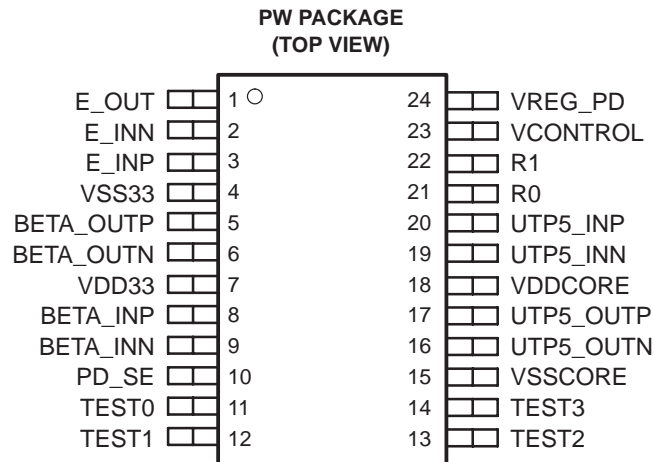 PW PACKAGE
(TOP VIEW)
E_OUT 1 24 VREG_PD
E_INN 2 23 VCONTROL
E_INP 3 22 R1
VSS33 4 21 R0
BETA_OUTP 5 20 UTP5_INP
BETA_OUTN 6 19 UTP5_INN
VDD33 7 18 VDDCORE
BETA_INP 8 17 UTP5_OUTP
BETA_INN 9 16 UTP5_OUTN
PD_SE 10 15 VSSCORE
TEST0 11 14 TEST3
TEST1 12 13 TEST2